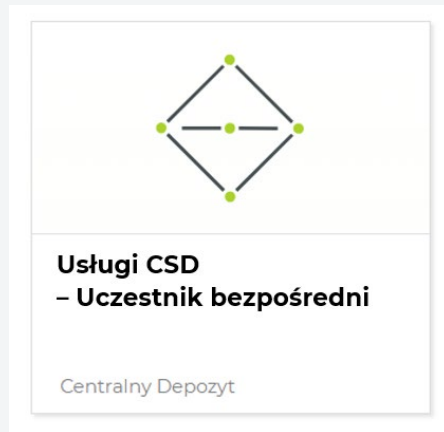 Usługi CSD
– Uczestnik bezpośredni
Centralny Depozyt